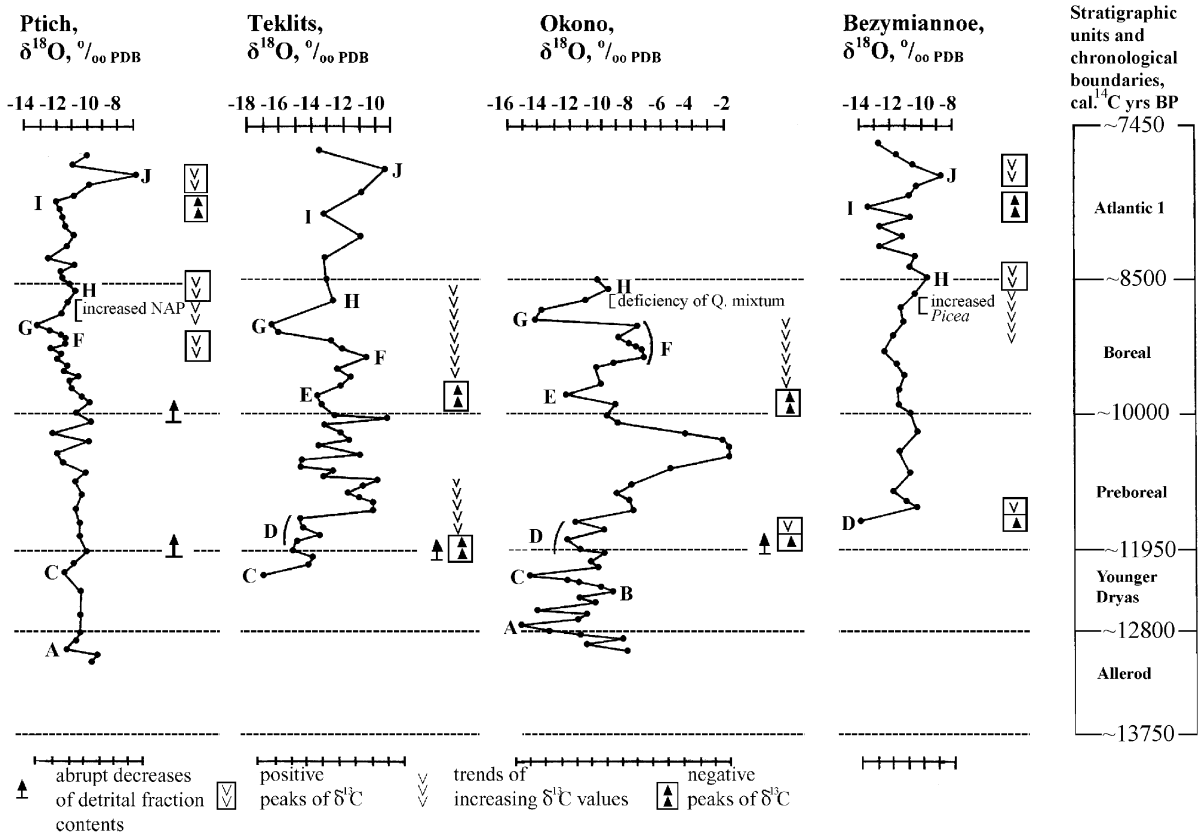 Ptich,
δ18O, o/oo PDB
-14 -12 -10 -8
J
I
H
increased NAP
G
F
C
A
Teklits,
δ18O, o/oo PDB
-18 -16 -14 -12 -10
J
I
H
G
F
E
D
C
Okono,
δ18O, o/oo PDB
-16 -14 -12 -10 -8 -6 -4 -2
H
deficiency of Q. mixtum
G
F
E
D
C
B
A
Bezymiannoe,
δ18O, o/oo PDB
-14 -12 -10 -8
J
I
H
increased
Picea
D
Stratigraphic
units and
chronological
boundaries,
cal.14C yrs BP
~7450
Atlantic 1
~8500
Boreal
~10000
Preboreal
~11950
Younger
Dryas
~12800
Allerod
~13750
abrupt decreases
of detrital fraction
contents
positive
peaks of δ13C
trends of
increasing δ13C values
negative
peaks of δ13C